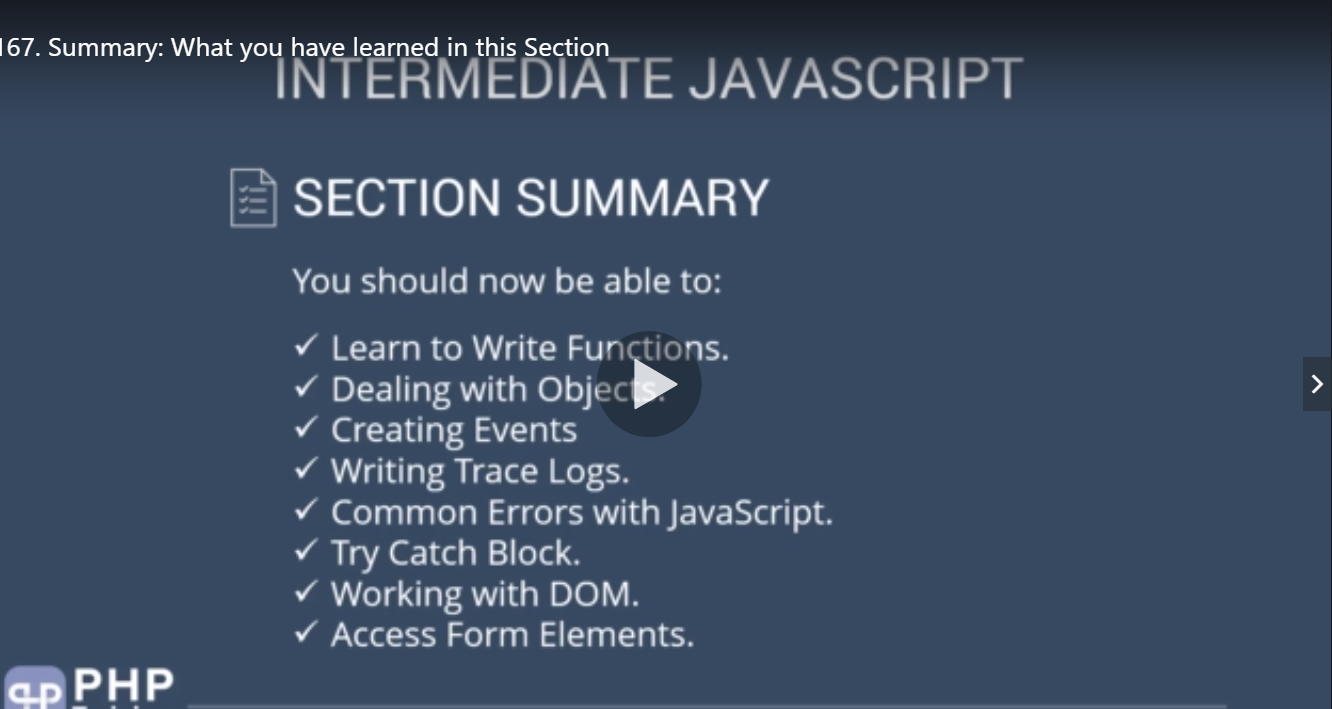 167. Summary: What you have learned in this Section
INTERMEDIATE JAVASCRIPT
SECTION SUMMARY
You should now be able to:
✓ Learn to Write Functions.
✓ Dealing with Objects.
✓ Creating Events
✓ Writing Trace Logs.
✓ Common Errors with JavaScript.
✓ Try Catch Block.
✓ Working with DOM.
✓ Access Form Elements.
PHP